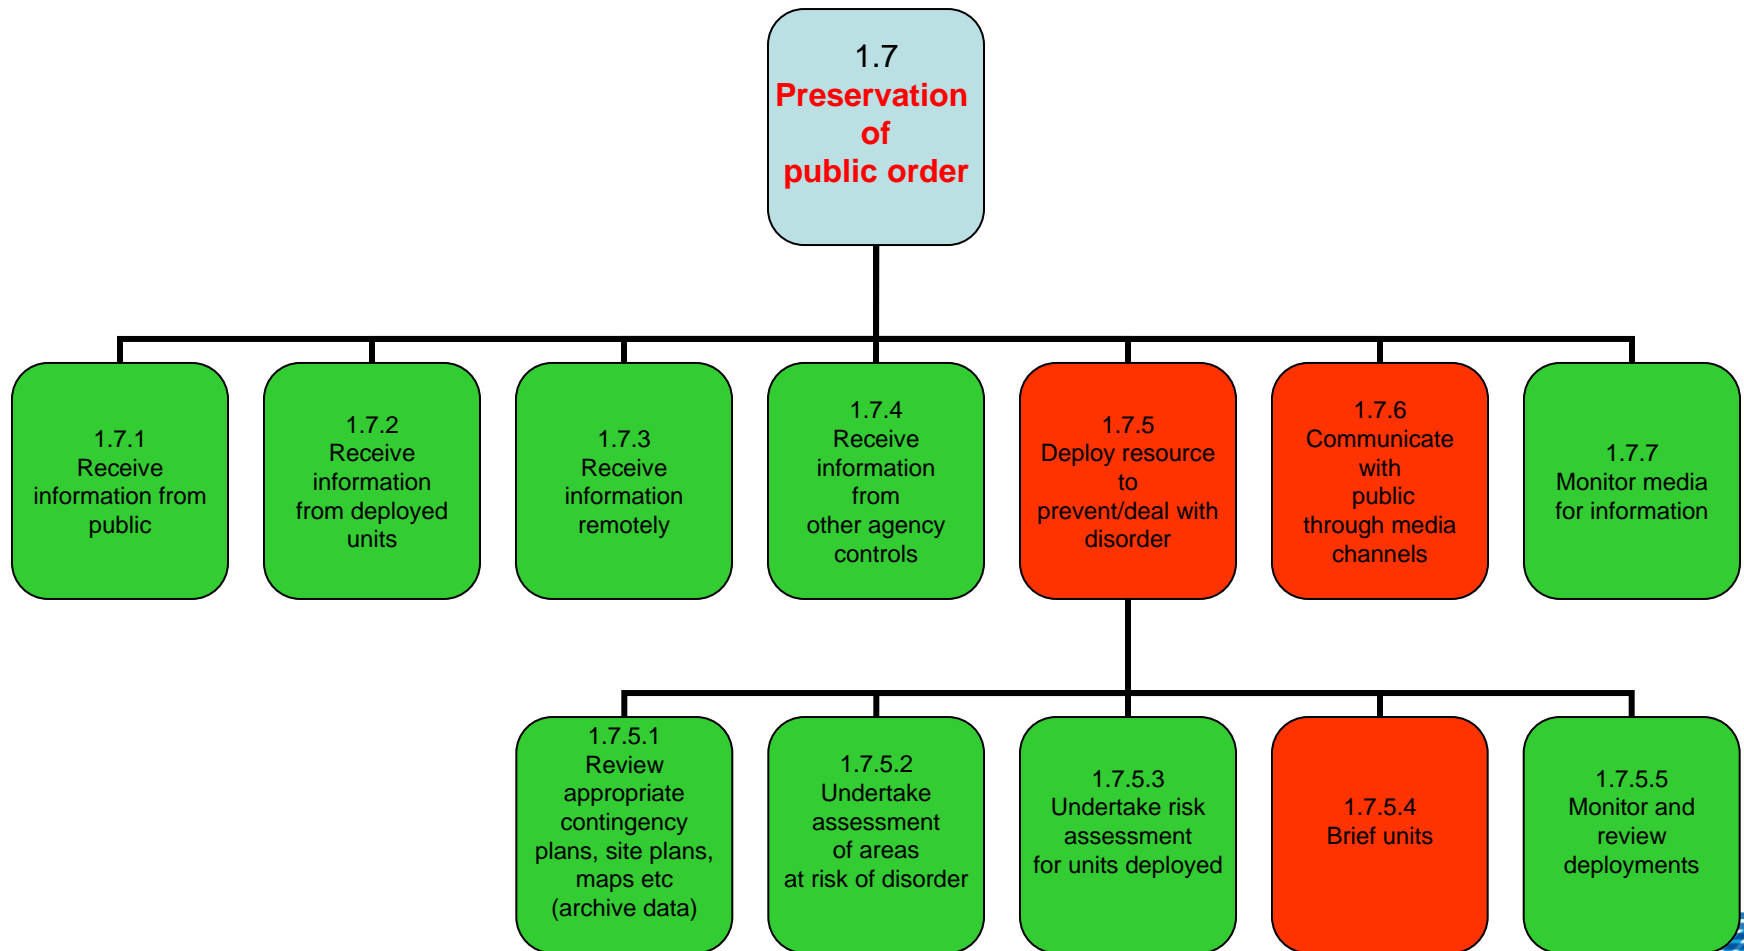 1.7
Preservation
of
public order
1.7.1
Receive
information from
public
1.7.2
Receive
information
from deployed
units
1.7.3
Receive
information
remotely
1.7.4
Receive
information
from
other agency
controls
1.7.5
Deploy resource
to
prevent/deal with
disorder
1.7.6
Communicate
with
public
through media
channels
1.7.7
Monitor media
for information
1.7.5.1
Review
appropriate
contingency
plans, site plans,
maps etc
(archive data)
1.7.5.2
Undertake
assessment
of areas
at risk of disorder
1.7.5.3
Undertake risk
assessment
for units deployed
1.7.5.4
Brief units
1.7.5.5
Monitor and
review
deployments